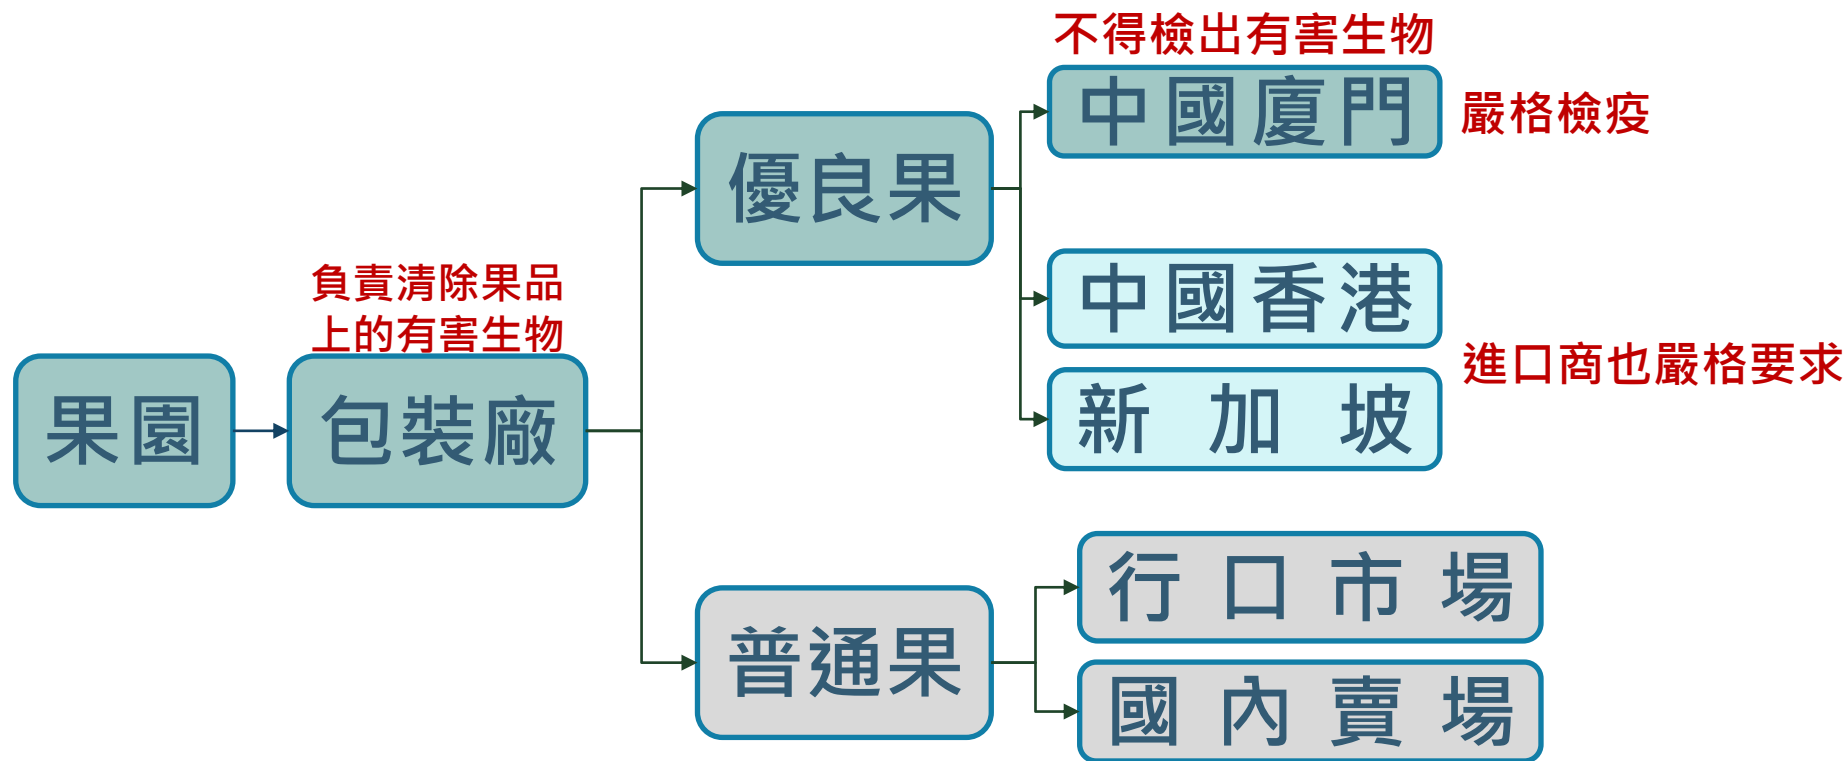 不得檢出有害生物
中國廈門
嚴格檢疫
優良果
負責清除果品
上的有害生物
中國香港
進口商也嚴格要求
新加坡
果園
包裝廠
行口市場
普通果
國內賣場